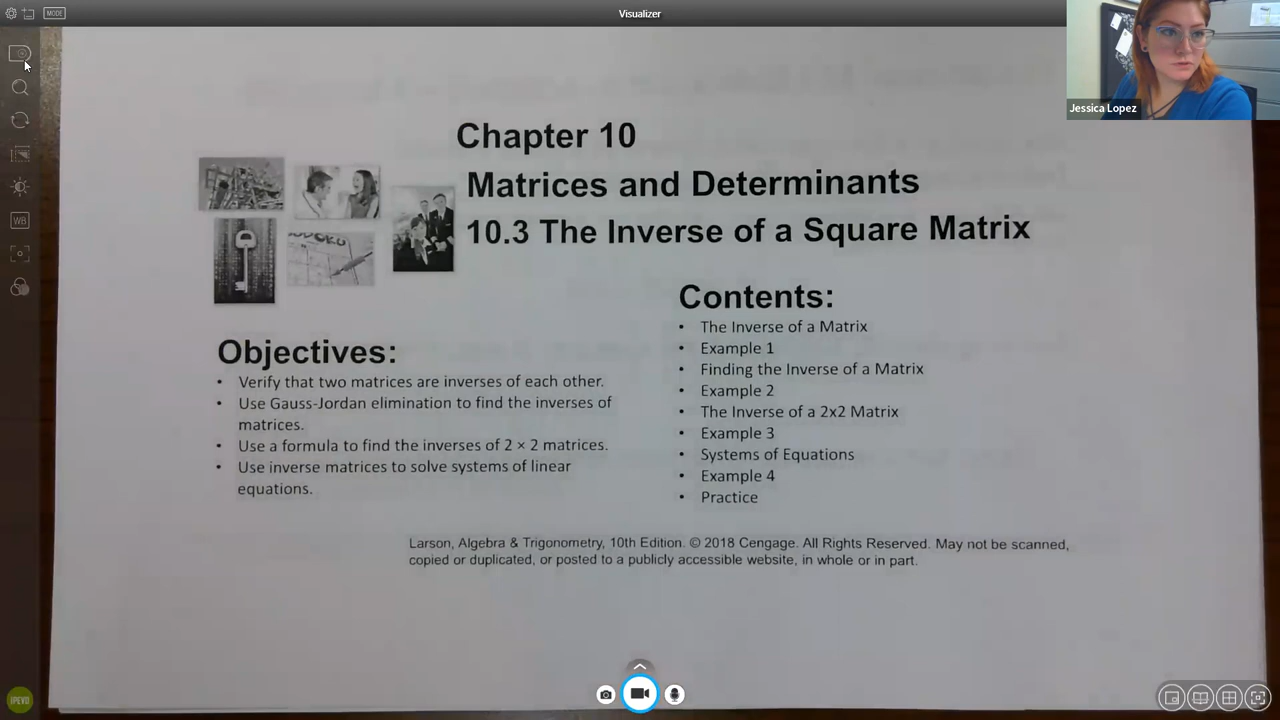 MODE
Visualizer
Jessica Lopez
WB
Chapter 10
Matrices and Determinants
10.3 The Inverse of a Square Matrix
Contents:
• The Inverse of a Matrix
• Example 1
• Finding the Inverse of a Matrix
• Example 2
• The Inverse of a 2x2 Matrix
• Example 3
• Systems of Equations
• Example 4
• Practice
Objectives:
• Verify that two matrices are inverses of each other.
• Use Gauss-Jordan elimination to find the inverses of
matrices.
• Use a formula to find the inverses of 2 × 2 matrices.
• Use inverse matrices to solve systems of linear
equations.
Larson, Algebra & Trigonometry, 10th Edition. © 2018 Cengage. All Rights Reserved. May not be scanned,
copied or duplicated, or posted to a publicly accessible website, in whole or in part.
IPEVO